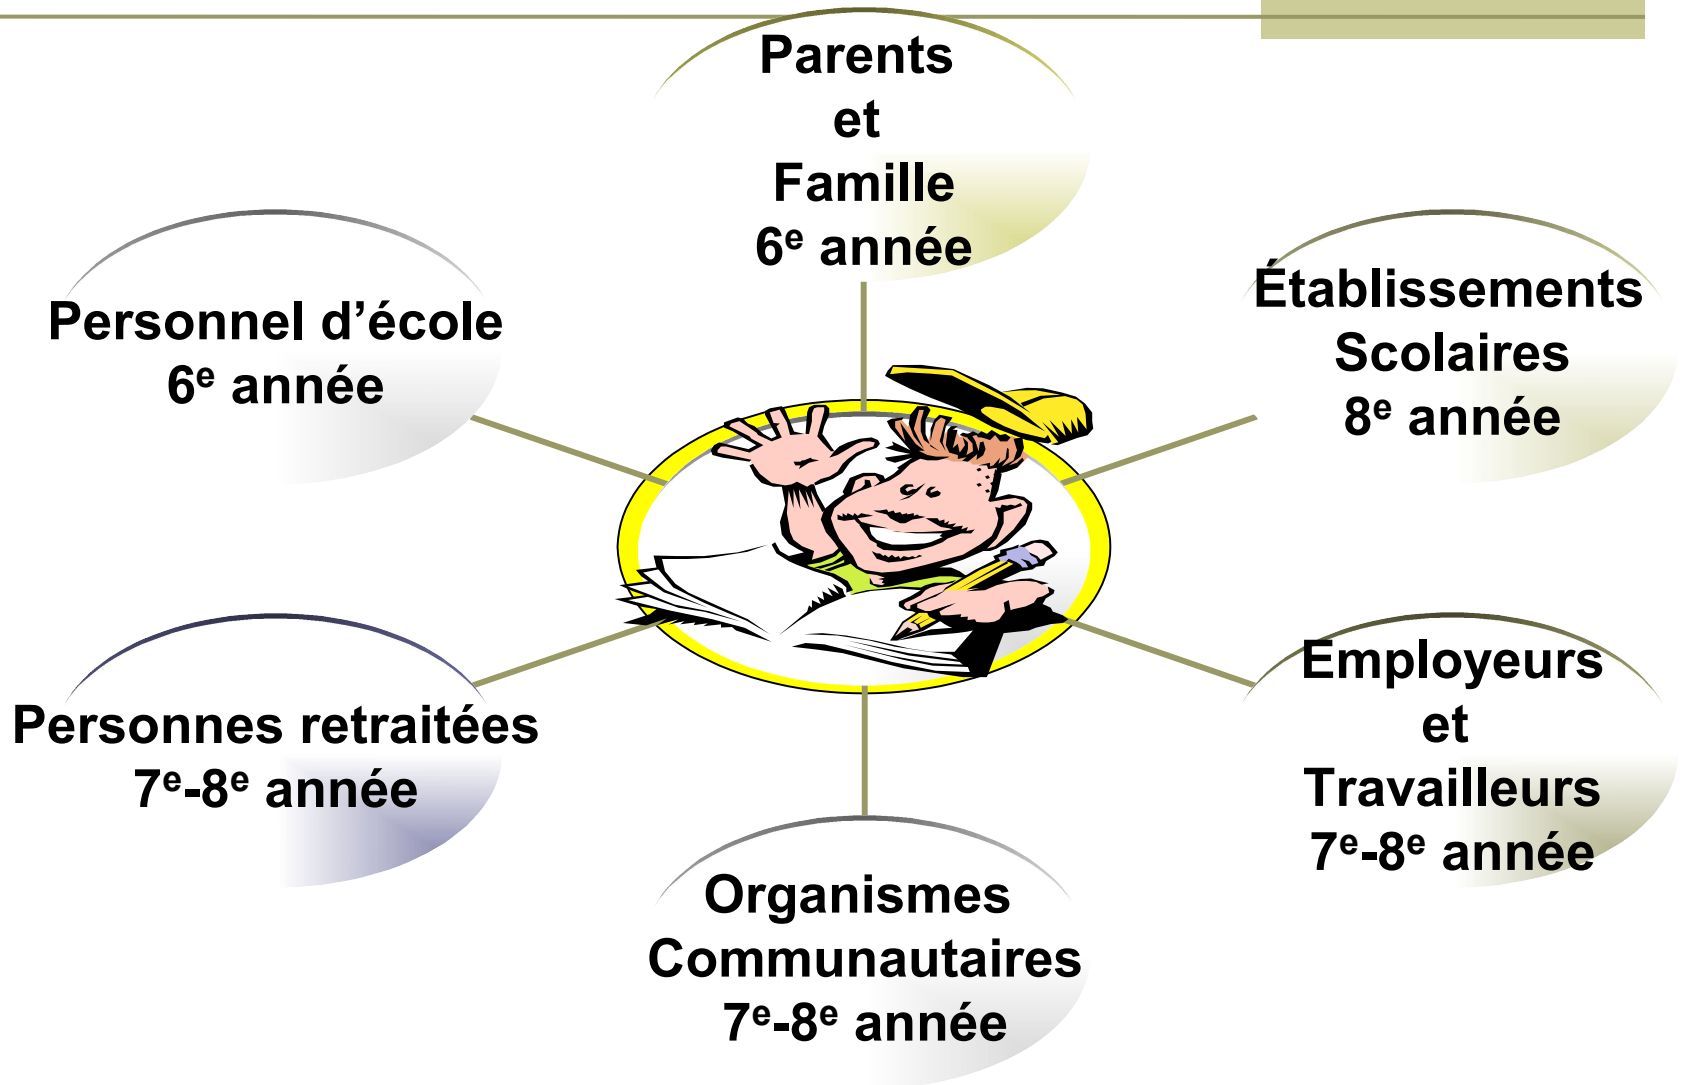 Parents
et
Famille
6e année
Personnel d’école
6e année
Établissements
Scolaires
8e année
Personnes retraitées
7e-8e année
Employeurs
et
Travailleurs
7e-8e année
Organismes
Communautaires
7e-8e année